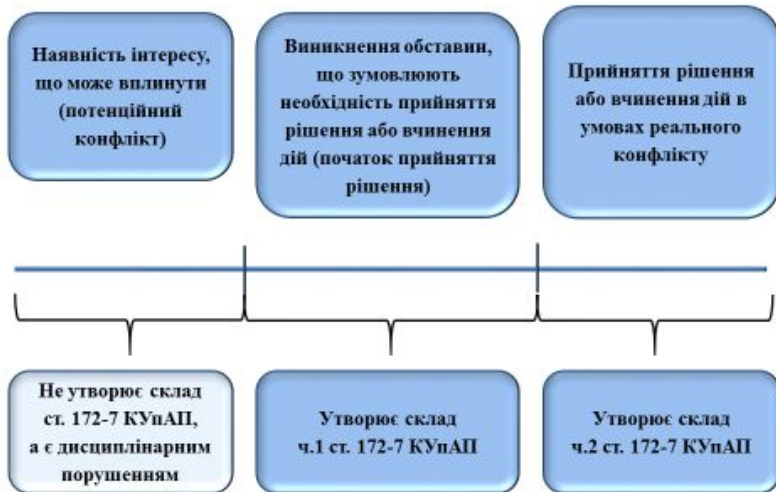 Наявність інтересу,
що може вплинути
(потенційний
конфлікт)
Виникнення обставин,
що зумовлюють
необхідність прийняття
рішення або вчинення
дій (початок прийняття
рішення)
Прийняття рішення
або вчинення дій в
умовах реального
конфлікту
Не утворює склад
ст. 172-7 КУпАП,
а є дисциплінарним
порушенням
Утворює склад
ч.1 ст. 172-7 КУпАП
Утворює склад
ч.2 ст. 172-7 КУпАП